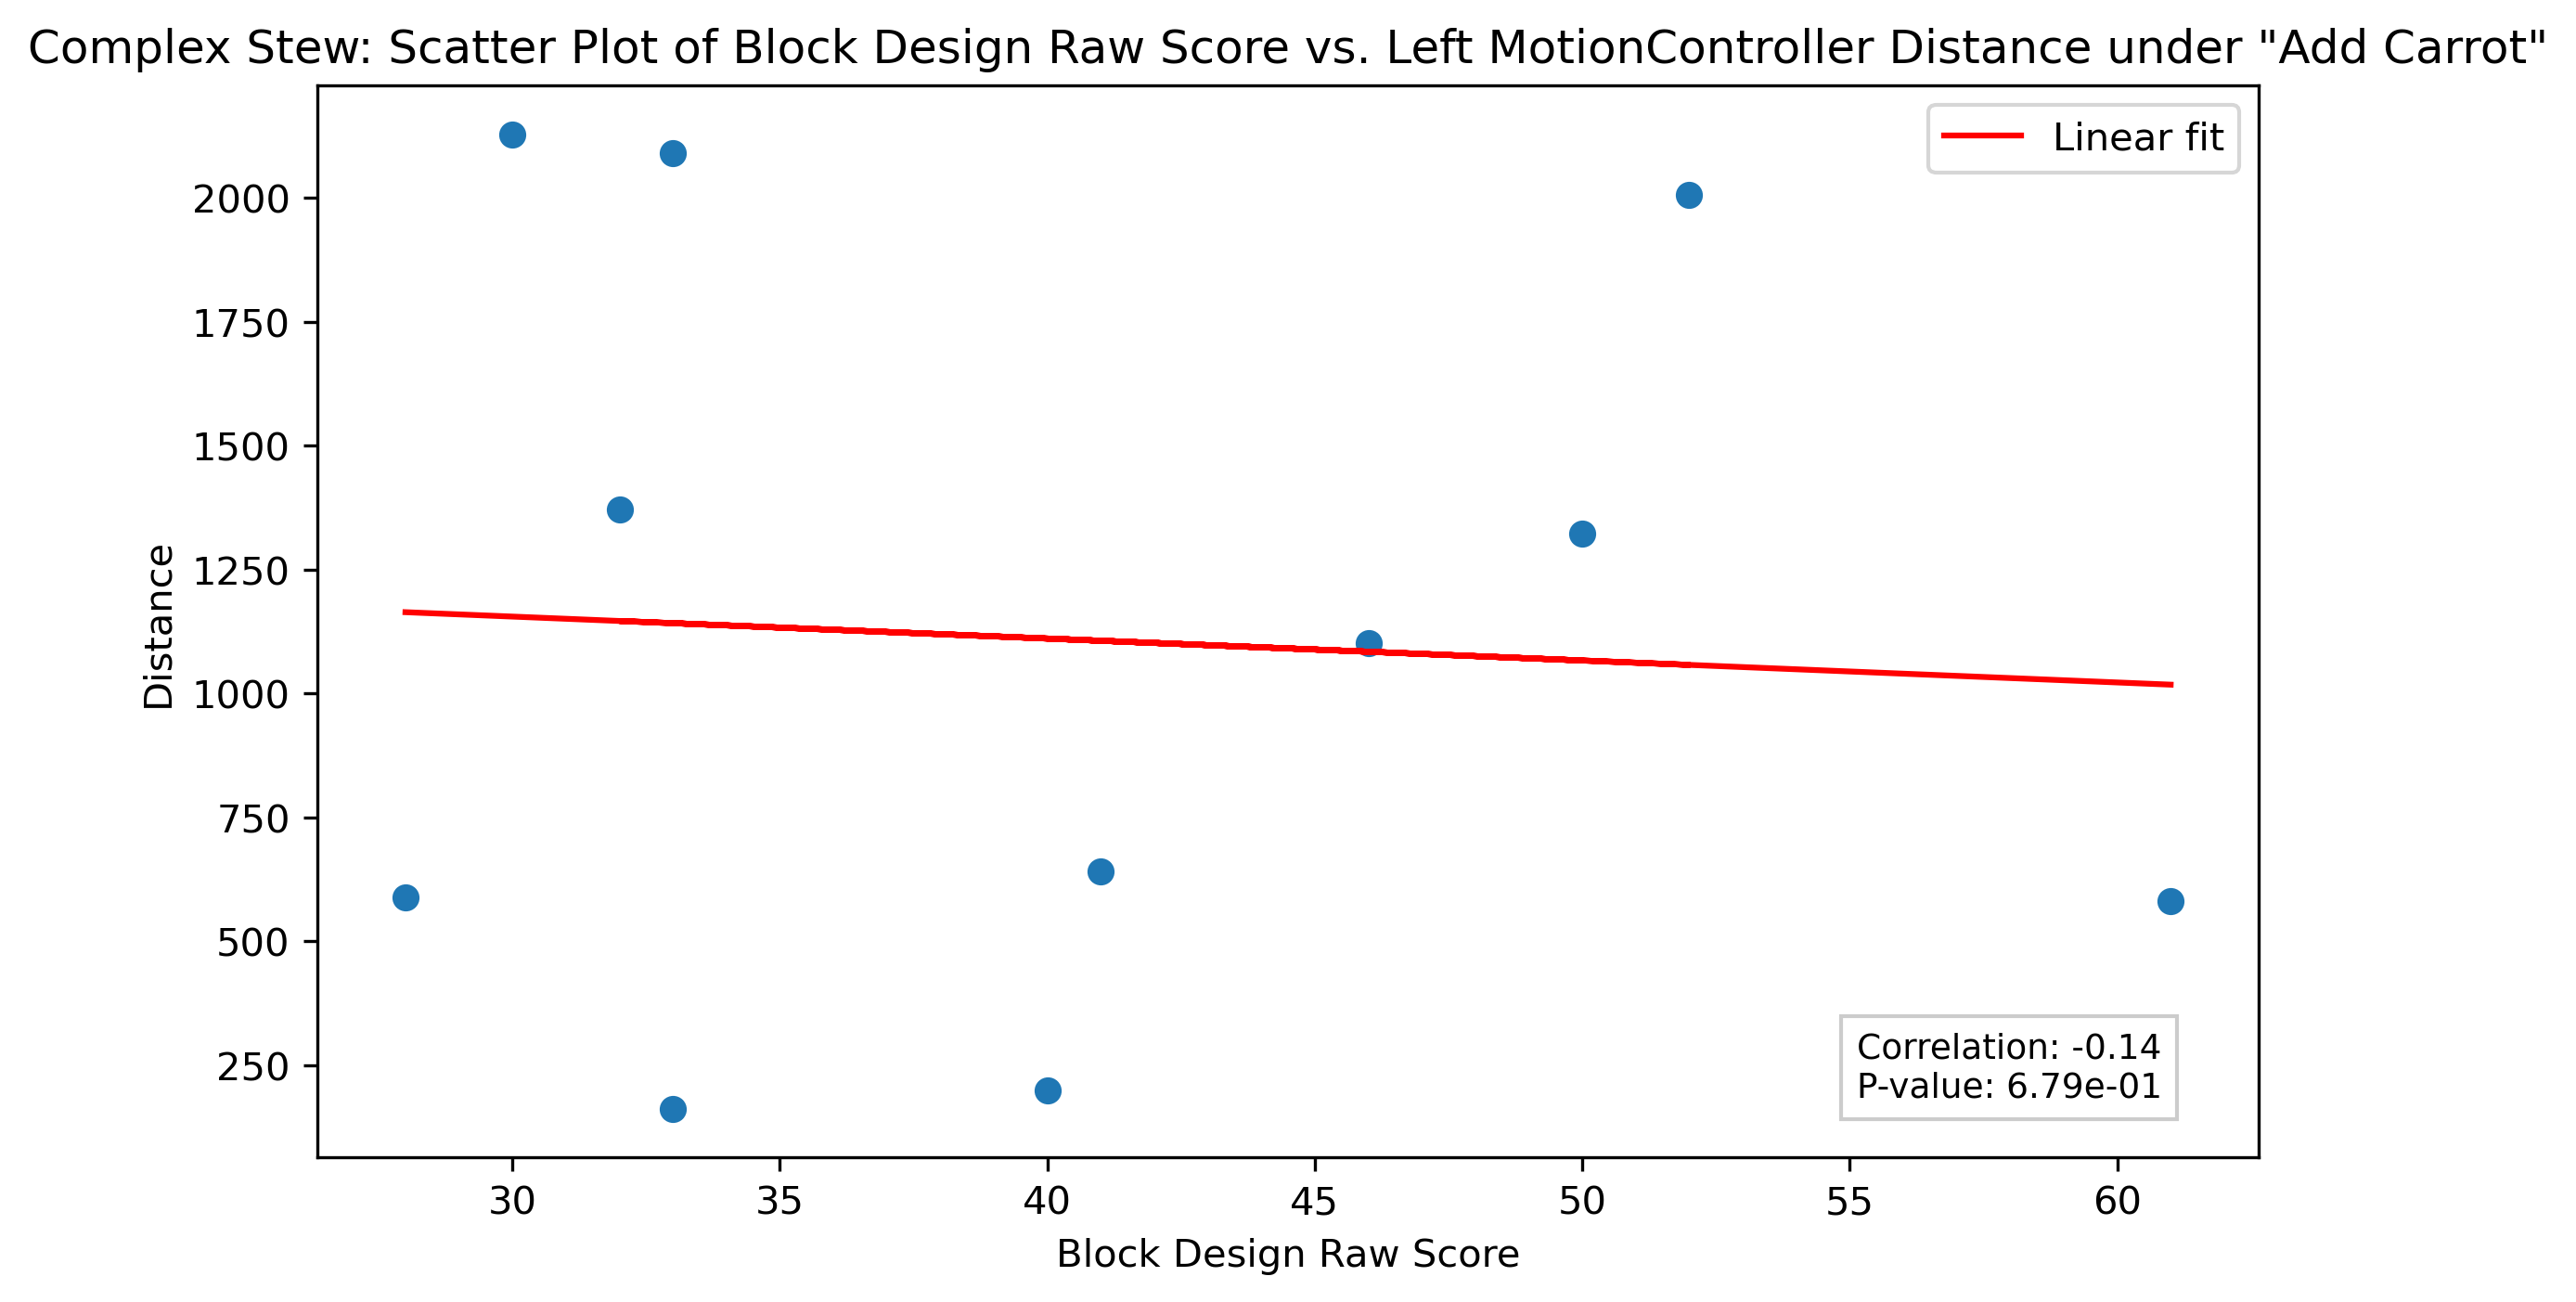 Complex Stew: Scatter Plot of Block Design Raw Score vs. Left MotionController Distance under "Add Carrot"
Linear fit
2000
1750
1500
1250
1000
750
500
250
Distance
Correlation: -0.14
P-value: 6.79e-01
30 35 40 45 50 55 60
Block Design Raw Score